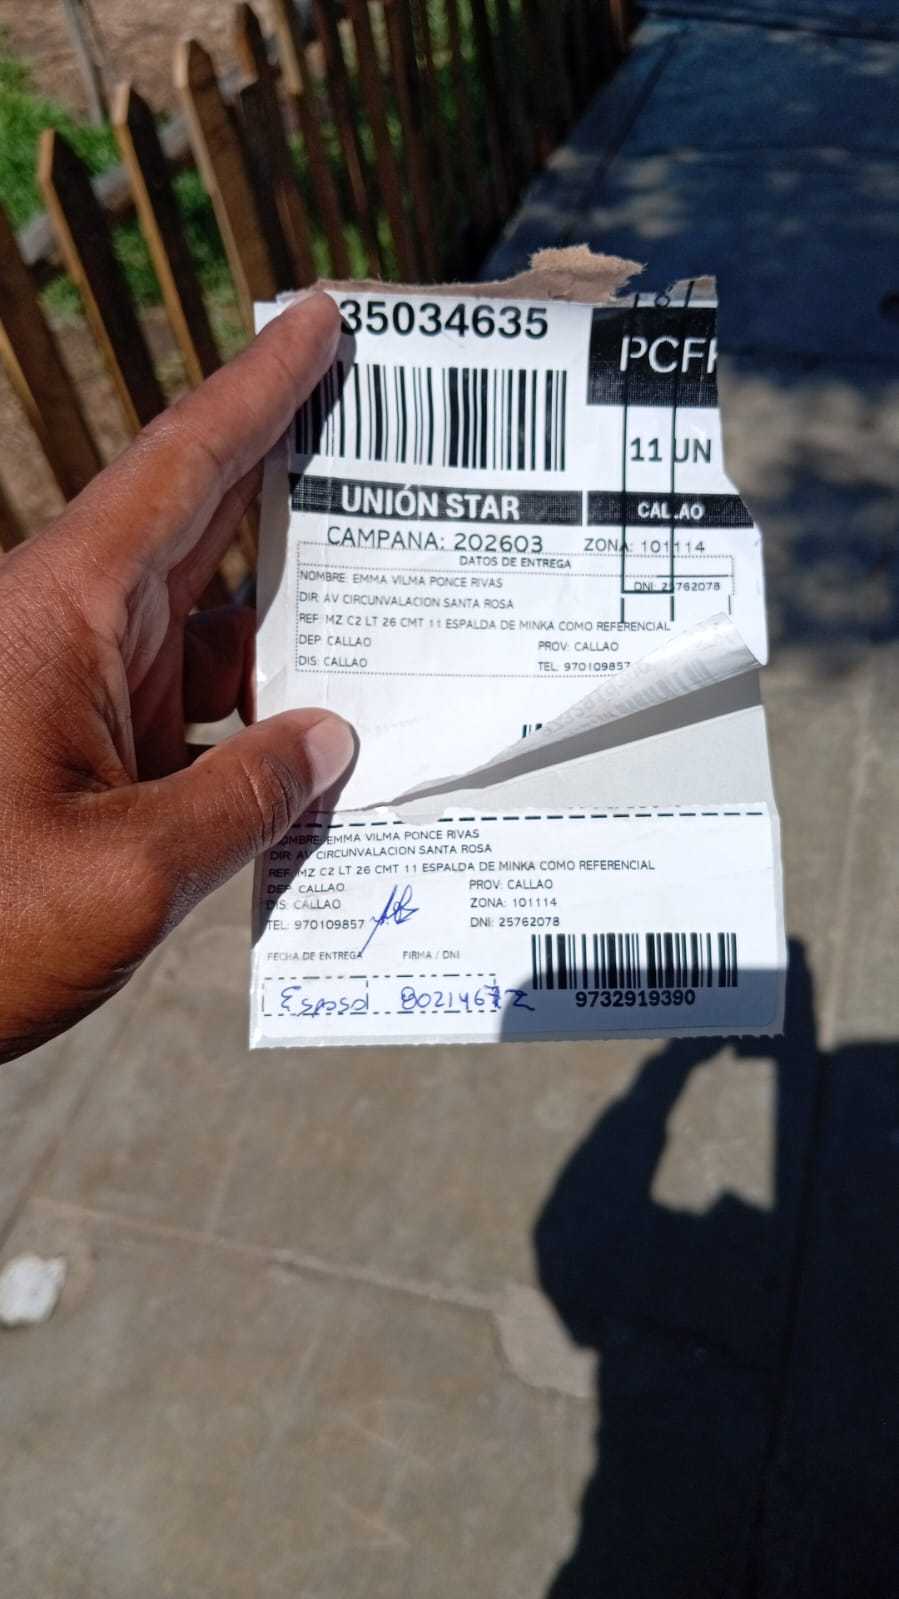 35034635
PCF
11 UN
UNIÓN STAR
CALLAO
CAMPANA: 202603
ZONA: 101114
DATOS DE ENTREGA
NOMBRE: EMMA VILMA PONCE RIVAS
DNI: 25762078
DIR: AV CIRCUNVALACION SANTA ROSA
REF: MZ C2 LT 26 CMT 11 ESPALDA DE MINKA COMO REFERENCIAL
DEP: CALLAO
PROV: CALLAO
DIS: CALLAO
TEL: 970109857
NOMBRE: EMMA VILMA PONCE RIVAS
DIR: AV CIRCUNVALACION SANTA ROSA
REF: MZ C2 LT 26 CMT 11 ESPALDA DE MINKA COMO REFERENCIAL
DEP: CALLAO
PROV: CALLAO
DIS: CALLAO
ZONA: 101114
TEL: 970109857
DNI: 25762078
FECHA DE ENTREGA
FIRMA / DNI
Esposo
9732919390